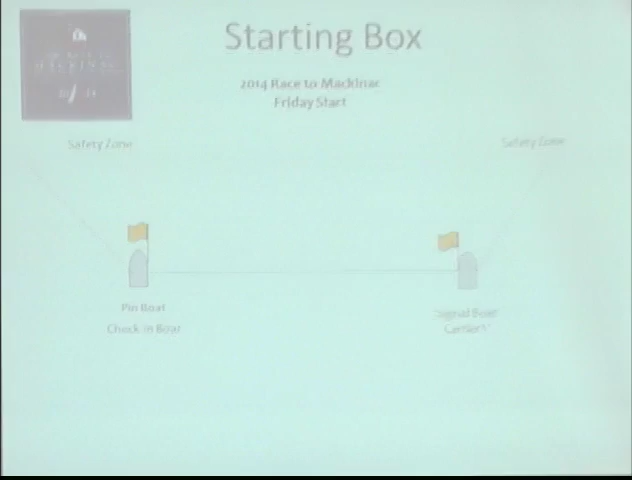 Starting Box
2014 Race to Mackinac
Friday Start
MACKINAC
Safety Zone
Safety Zone
Pin Boat
Check in Boat
Signal Boat